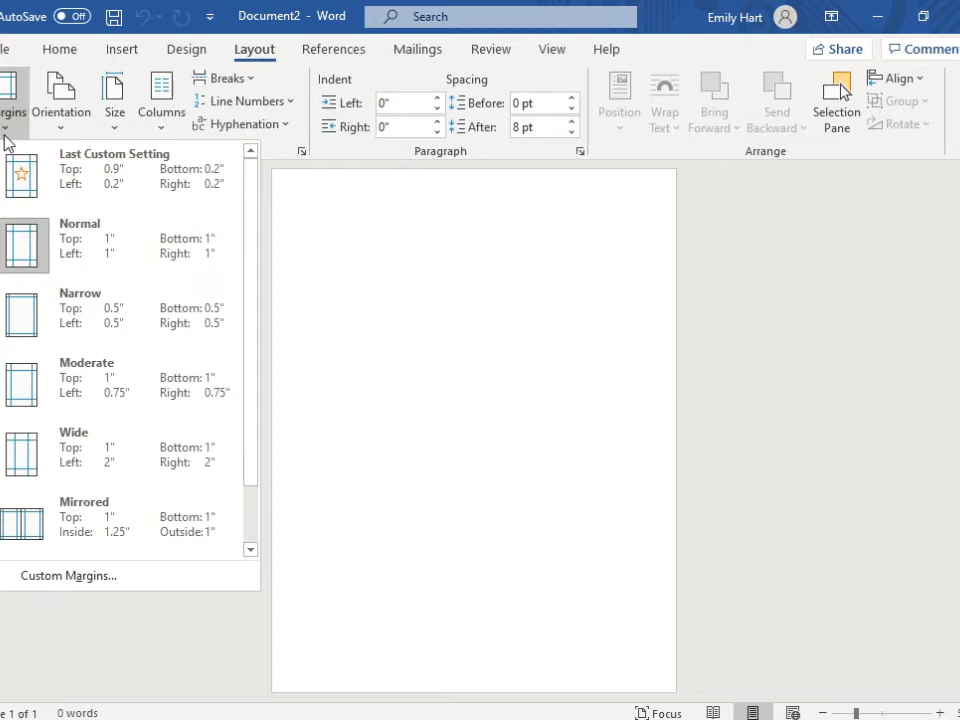 AutoSave Off Document2 - Word Search Emily Hart
le Home Insert Design Layout References Mailings Review View Help Share Commen
rgins Orientation Size Columns Breaks Line Numbers Hyphenation
Indent Spacing
Left: 0" Before: 0 pt
Right: 0" After: 8 pt
Paragraph
Position Wrap Text Bring Forward Send Backward Selection Pane Align Group Rotate
Arrange
Last Custom Setting
Top: 0.9" Bottom: 0.2"
Left: 0.2" Right: 0.2"
Normal
Top: 1" Bottom: 1"
Left: 1" Right: 1"
Narrow
Top: 0.5" Bottom: 0.5"
Left: 0.5" Right: 0.5"
Moderate
Top: 1" Bottom: 1"
Left: 0.75" Right: 0.75"
Wide
Top: 1" Bottom: 1"
Left: 2" Right: 2"
Mirrored
Top: 1" Bottom: 1"
Inside: 1.25" Outside: 1"
Custom Margins...
e 1 of 1 0 words Focus